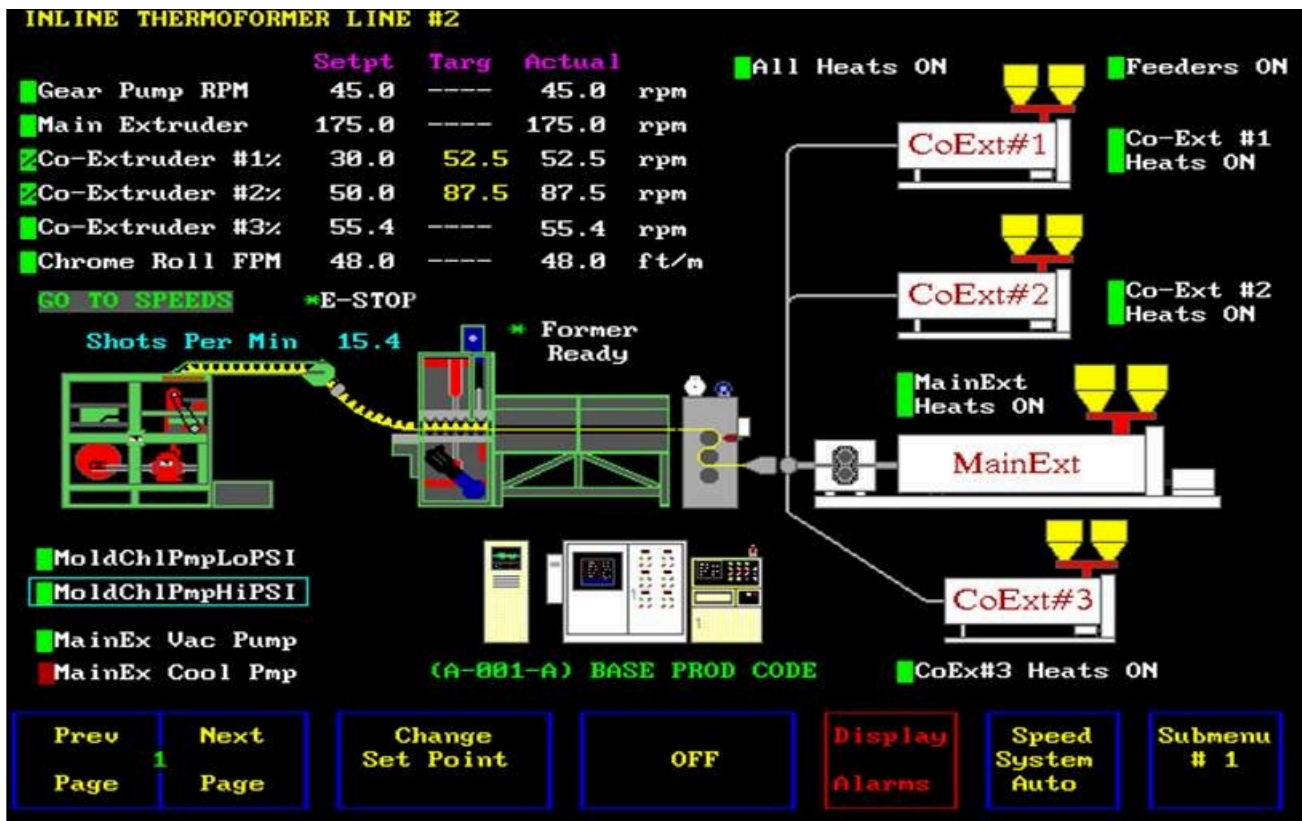 INLINE THERMOFORMER LINE #2
Setpt Targ Actual
Gear Pump RPM 45.0 ---- 45.0 rpm
Main Extruder 175.0 ---- 175.0 rpm
%Co-Extruder #1% 30.0 52.5 52.5 rpm
%Co-Extruder #2% 50.0 87.5 87.5 rpm
Co-Extruder #3% 55.4 ---- 55.4 rpm
Chrome Roll FPM 48.0 ---- 48.0 ft/m
GO TO SPEEDS *E-STOP
Shots Per Min 15.4
* Former
Ready
All Heats ON
Feeders ON
CoExt#1
Co-Ext #1
Heats ON
CoExt#2
Co-Ext #2
Heats ON
MainExt
Heats ON
MainExt
CoExt#3
CoEx#3 Heats ON
MoldChlPmpLoPSI
MoldChlPmpHiPSI
MainEx Vac Pump
MainEx Cool Pmp
(A-001-A) BASE PROD CODE
Prev
Page
1
Next
Page
Change
Set Point
OFF
Display
Alarms
Speed
System
Auto
Submenu
# 1